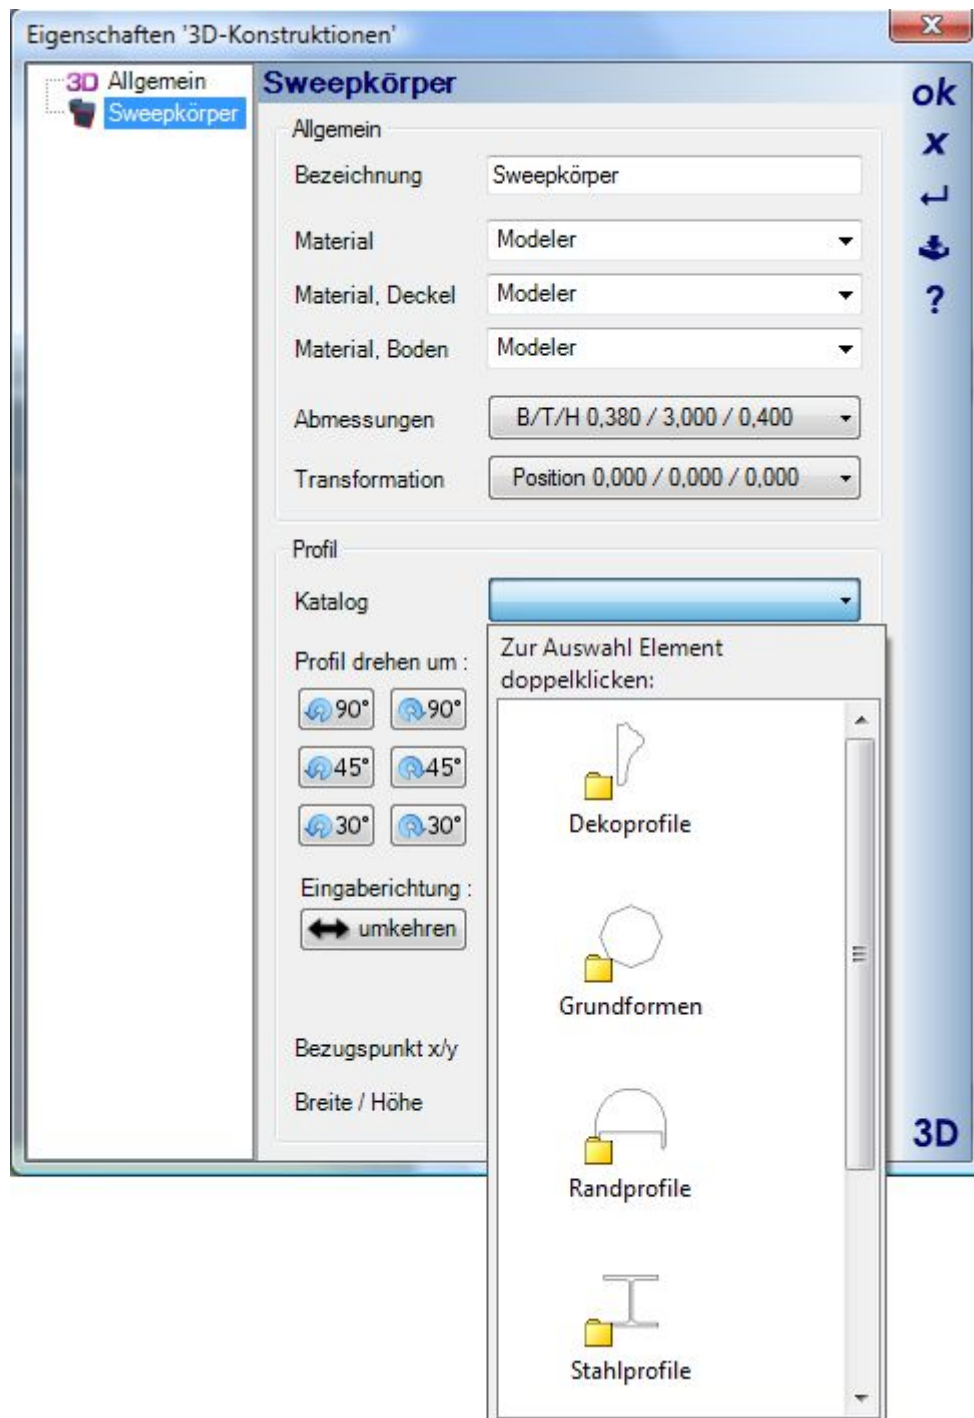 Eigenschaften '3D-Konstruktionen'
3D Allgemein
Sweepkörper
Sweepkörper
ok
x
?
Allgemein
Bezeichnung Sweepkörper
Material Modeler
Material, Deckel Modeler
Material, Boden Modeler
Abmessungen B/T/H 0,380 / 3,000 / 0,400
Transformation Position 0,000 / 0,000 / 0,000
Profil
Katalog
Zur Auswahl Element
doppelklicken:
Profil drehen um :
90° 90°
45° 45°
30° 30°
Eingaberichtung :
umkehren
Bezugspunkt x/y
Breite / Höhe
Dekoprofile
Grundformen
Randprofile
Stahlprofile
3D